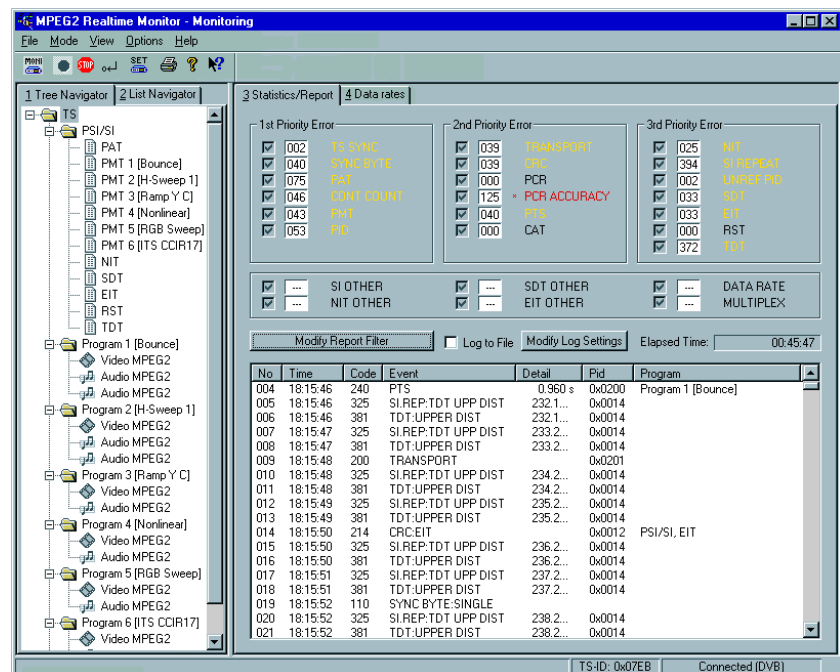 MPEG2 Realtime Monitor - Monitoring
File Mode View Options Help
MINI STOP SET ? ?
1 Tree Navigator 2 List Navigator
TS
PSI/SI
PAT
PMT 1 [Bounce]
PMT 2 [H-Sweep 1]
PMT 3 [Ramp Y C]
PMT 4 [Nonlinear]
PMT 5 [RGB Sweep]
PMT 6 [ITS CCIR17]
NIT
SDT
EIT
RST
TDT
Program 1 [Bounce]
Video MPEG2
Audio MPEG2
Audio MPEG2
Program 2 [H-Sweep 1]
Video MPEG2
Audio MPEG2
Audio MPEG2
Program 3 [Ramp Y C]
Video MPEG2
Audio MPEG2
Program 4 [Nonlinear]
Video MPEG2
Audio MPEG2
Program 5 [RGB Sweep]
Video MPEG2
Audio MPEG2
Program 6 [ITS CCIR17]
Video MPEG2
3 Statistics/Report 4 Data rates
1st Priority Error
002 TS SYNC
040 SYNC BYTE
075 PAT
046 CONT COUNT
043 PMT
053 PID
2nd Priority Error
039 TRANSPORT
039 CRC
000 PCR
125 * PCR ACCURACY
040 PTS
000 CAT
3rd Priority Error
025 NIT
394 SI REPEAT
002 UNREF PID
033 SDT
033 EIT
000 RST
372 TDT
--- SI OTHER --- SDT OTHER --- DATA RATE
--- NIT OTHER --- EIT OTHER --- MULTIPLEX
Modify Report Filter Log to File Modify Log Settings Elapsed Time: 00:45:47
No Time Code Event Detail Pid Program
004 18:15:46 240 PTS 0.960 s 0x0200 Program 1 [Bounce]
005 18:15:46 325 SI.REP:TDT UPP DIST 232.1... 0x0014
006 18:15:46 381 TDT:UPPER DIST 232.1... 0x0014
007 18:15:47 325 SI.REP:TDT UPP DIST 233.2... 0x0014
008 18:15:47 381 TDT:UPPER DIST 233.2... 0x0014
009 18:15:48 200 TRANSPORT 0x0201
010 18:15:48 325 SI.REP:TDT UPP DIST 234.2... 0x0014
011 18:15:48 381 TDT:UPPER DIST 234.2... 0x0014
012 18:15:49 325 SI.REP:TDT UPP DIST 235.2... 0x0014
013 18:15:49 381 TDT:UPPER DIST 235.2... 0x0014
014 18:15:50 214 CRC:EIT 0x0012 PSI/SI, EIT
015 18:15:50 325 SI.REP:TDT UPP DIST 236.2... 0x0014
016 18:15:50 381 TDT:UPPER DIST 236.2... 0x0014
017 18:15:51 325 SI.REP:TDT UPP DIST 237.2... 0x0014
018 18:15:51 381 TDT:UPPER DIST 237.2... 0x0014
019 18:15:52 110 SYNC BYTE:SINGLE
020 18:15:52 325 SI.REP:TDT UPP DIST 238.2... 0x0014
021 18:15:52 381 TDT:UPPER DIST 238.2... 0x0014
TS-ID: 0x07EB Connected (DVB)